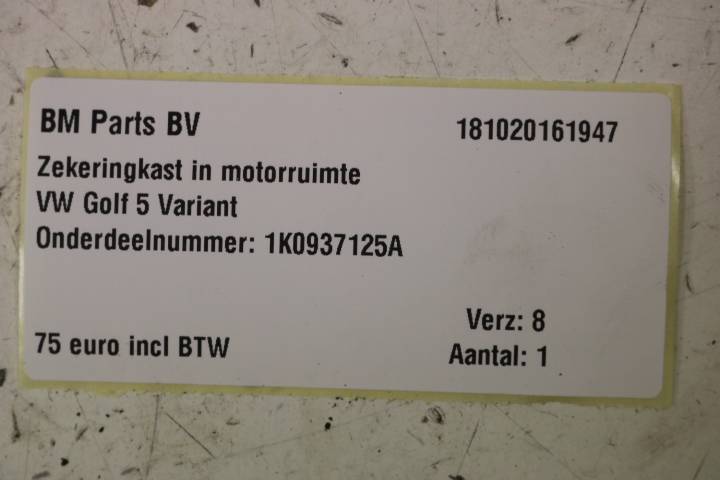 BM Parts BV
181020161947
Zekeringkast in motorruimte
VW Golf 5 Variant
Onderdeelnummer: 1K0937125A
Verz: 8
75 euro incl BTW
Aantal: 1